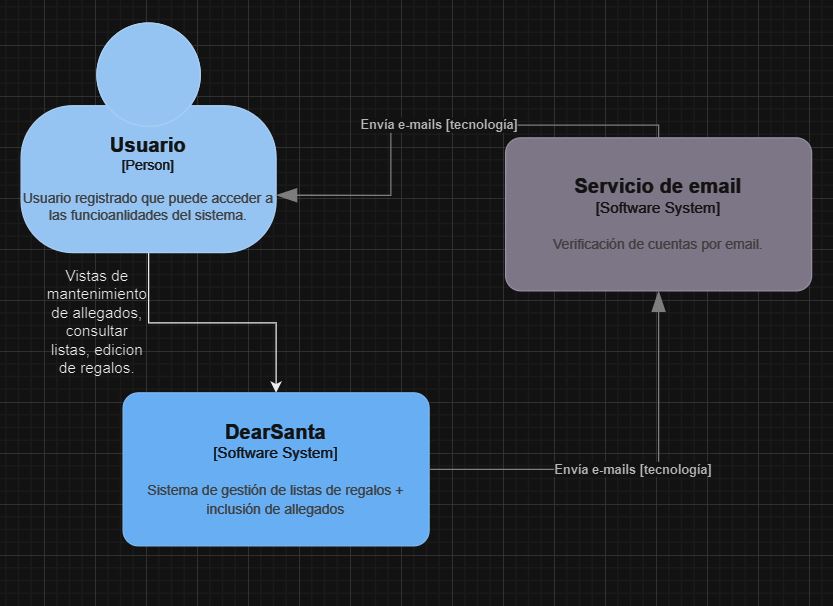 Usuario
[Person]
Usuario registrado que puede acceder a
las funcioanlidades del sistema.
Envía e-mails [tecnología]
Servicio de email
[Software System]
Verificación de cuentas por email.
Vistas de
mantenimiento
de allegados,
consultar
listas, edicion
de regalos.
DearSanta
[Software System]
Sistema de gestión de listas de regalos +
inclusión de allegados
Envía e-mails [tecnología]